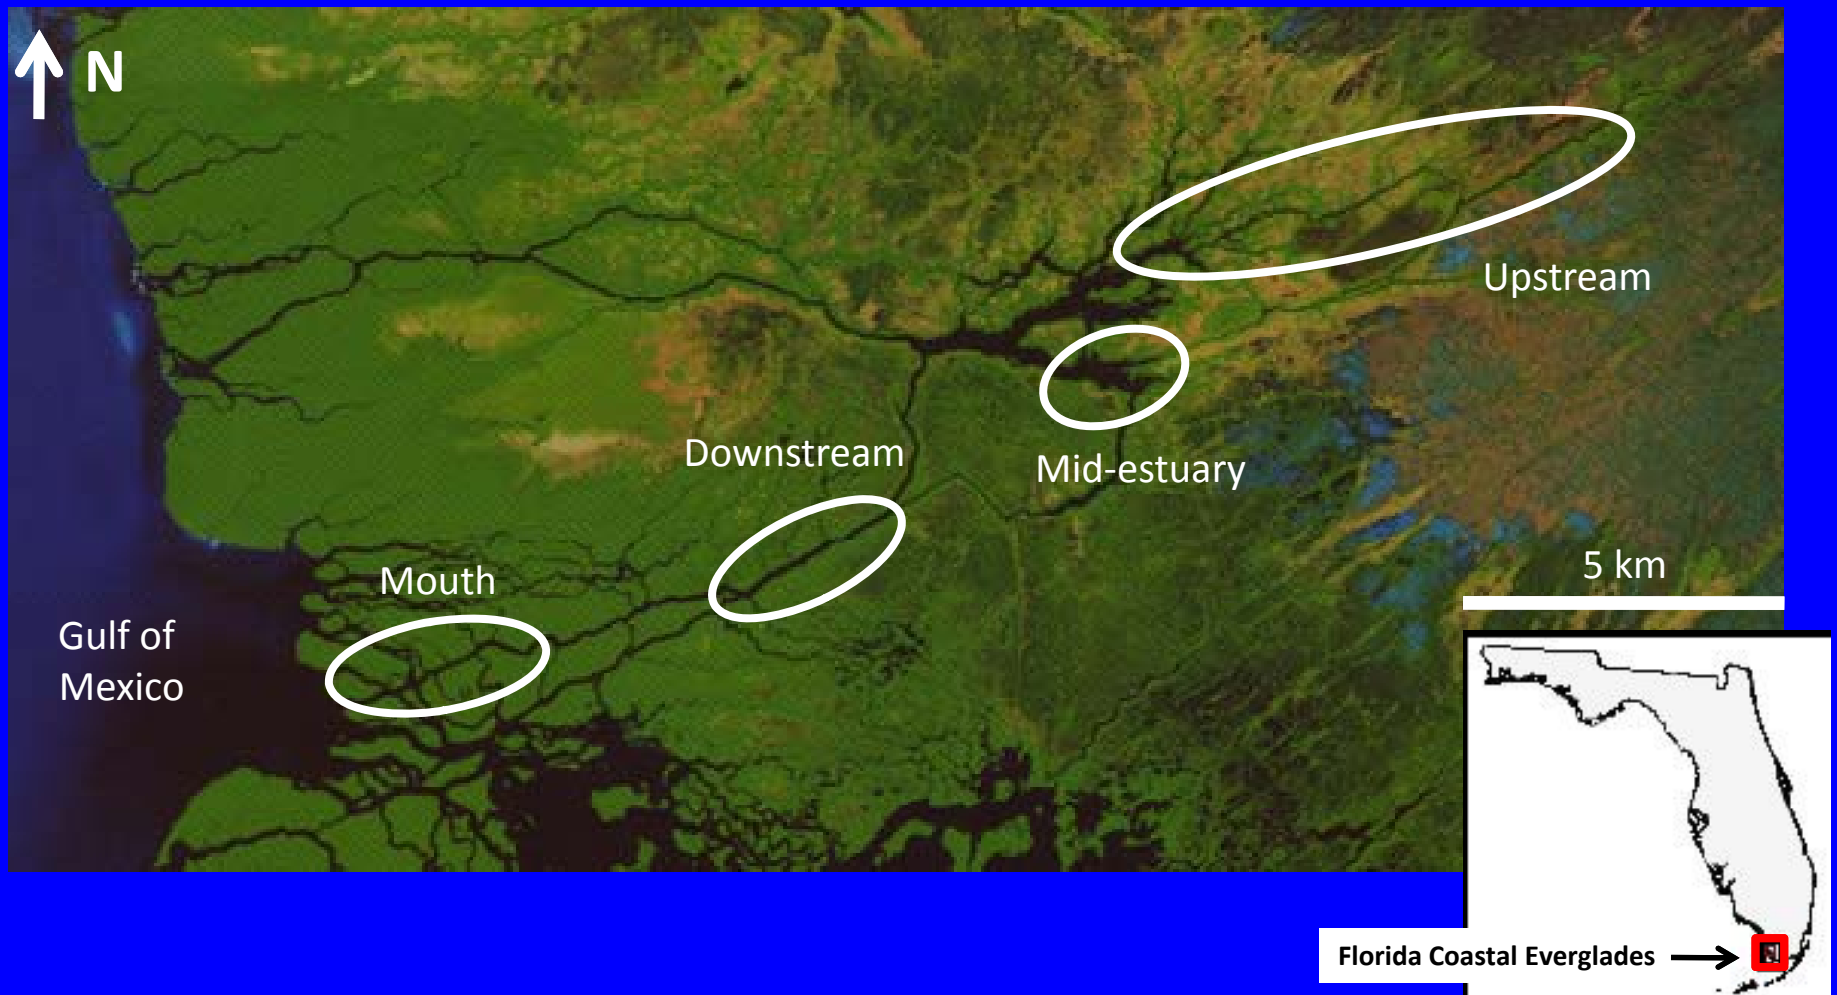 N
Upstream
Downstream
Mid-estuary
5 km
Mouth
Gulf of
Mexico
Florida Coastal Everglades